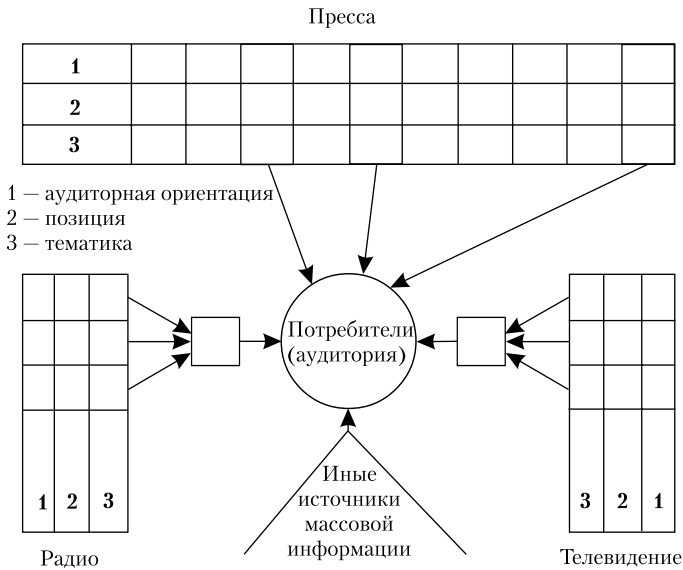 Пресса
1
2
3
1 — аудиторная ориентация
2 — позиция
3 — тематика
Потребители
(аудитория)
1 2 3
3 2 1
Иные
источники
массовой
информации
Радио
Телевидение